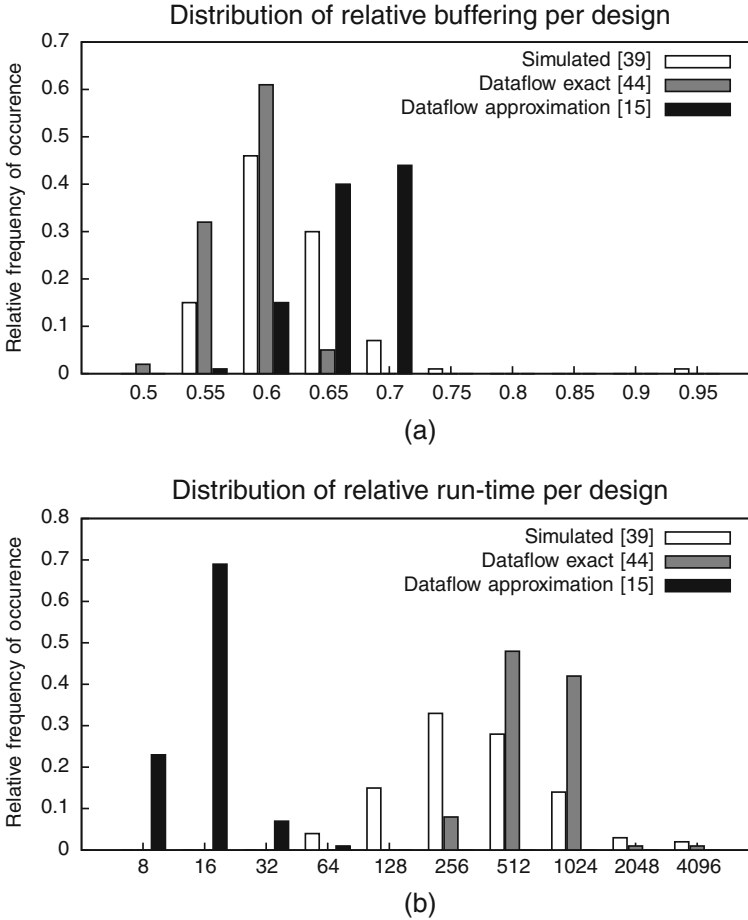 Distribution of relative buffering per design
Relative frequency of occurence
0.7
0.6
0.5
0.4
0.3
0.2
0.1
0
Simulated [39]
Dataflow exact [44]
Dataflow approximation [15]
0.5 0.55 0.6 0.65 0.7 0.75 0.8 0.85 0.9 0.95
(a)
Distribution of relative run-time per design
Relative frequency of occurence
0.8
0.7
0.6
0.5
0.4
0.3
0.2
0.1
0
Simulated [39]
Dataflow exact [44]
Dataflow approximation [15]
8 16 32 64 128 256 512 1024 2048 4096
(b)